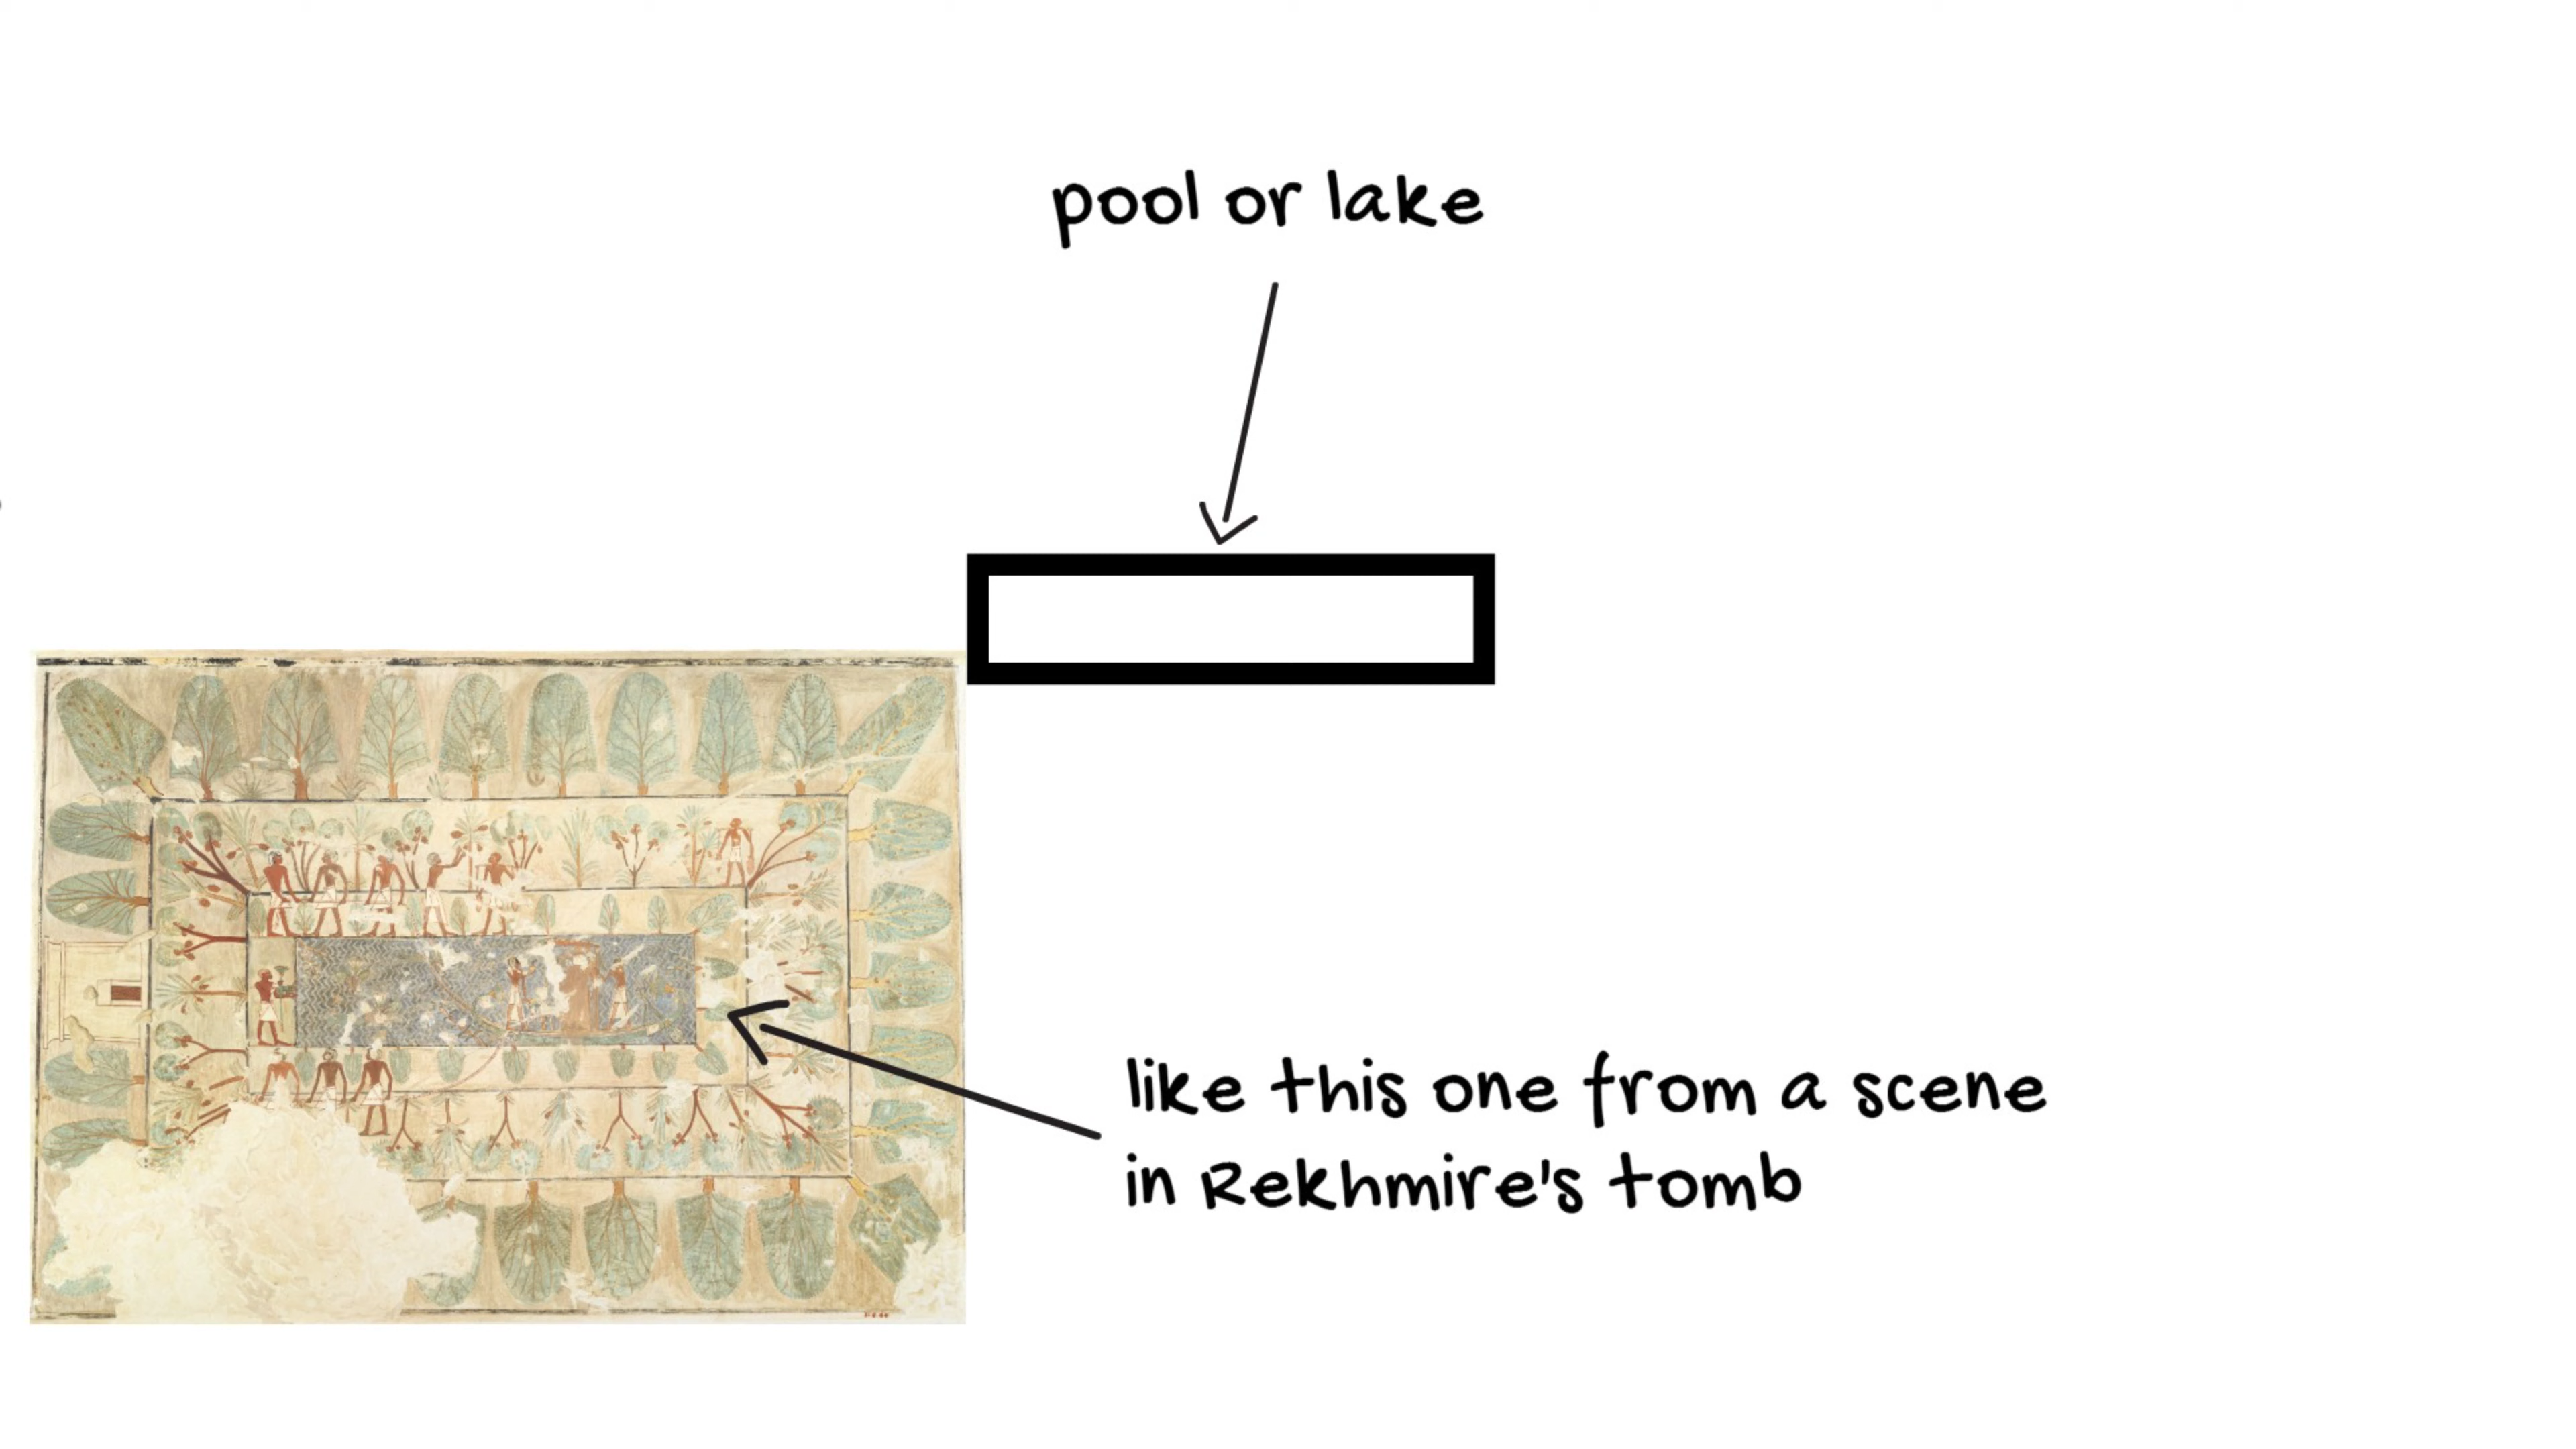 pool or lake
like this one from a scene
in Rekhmire's tomb